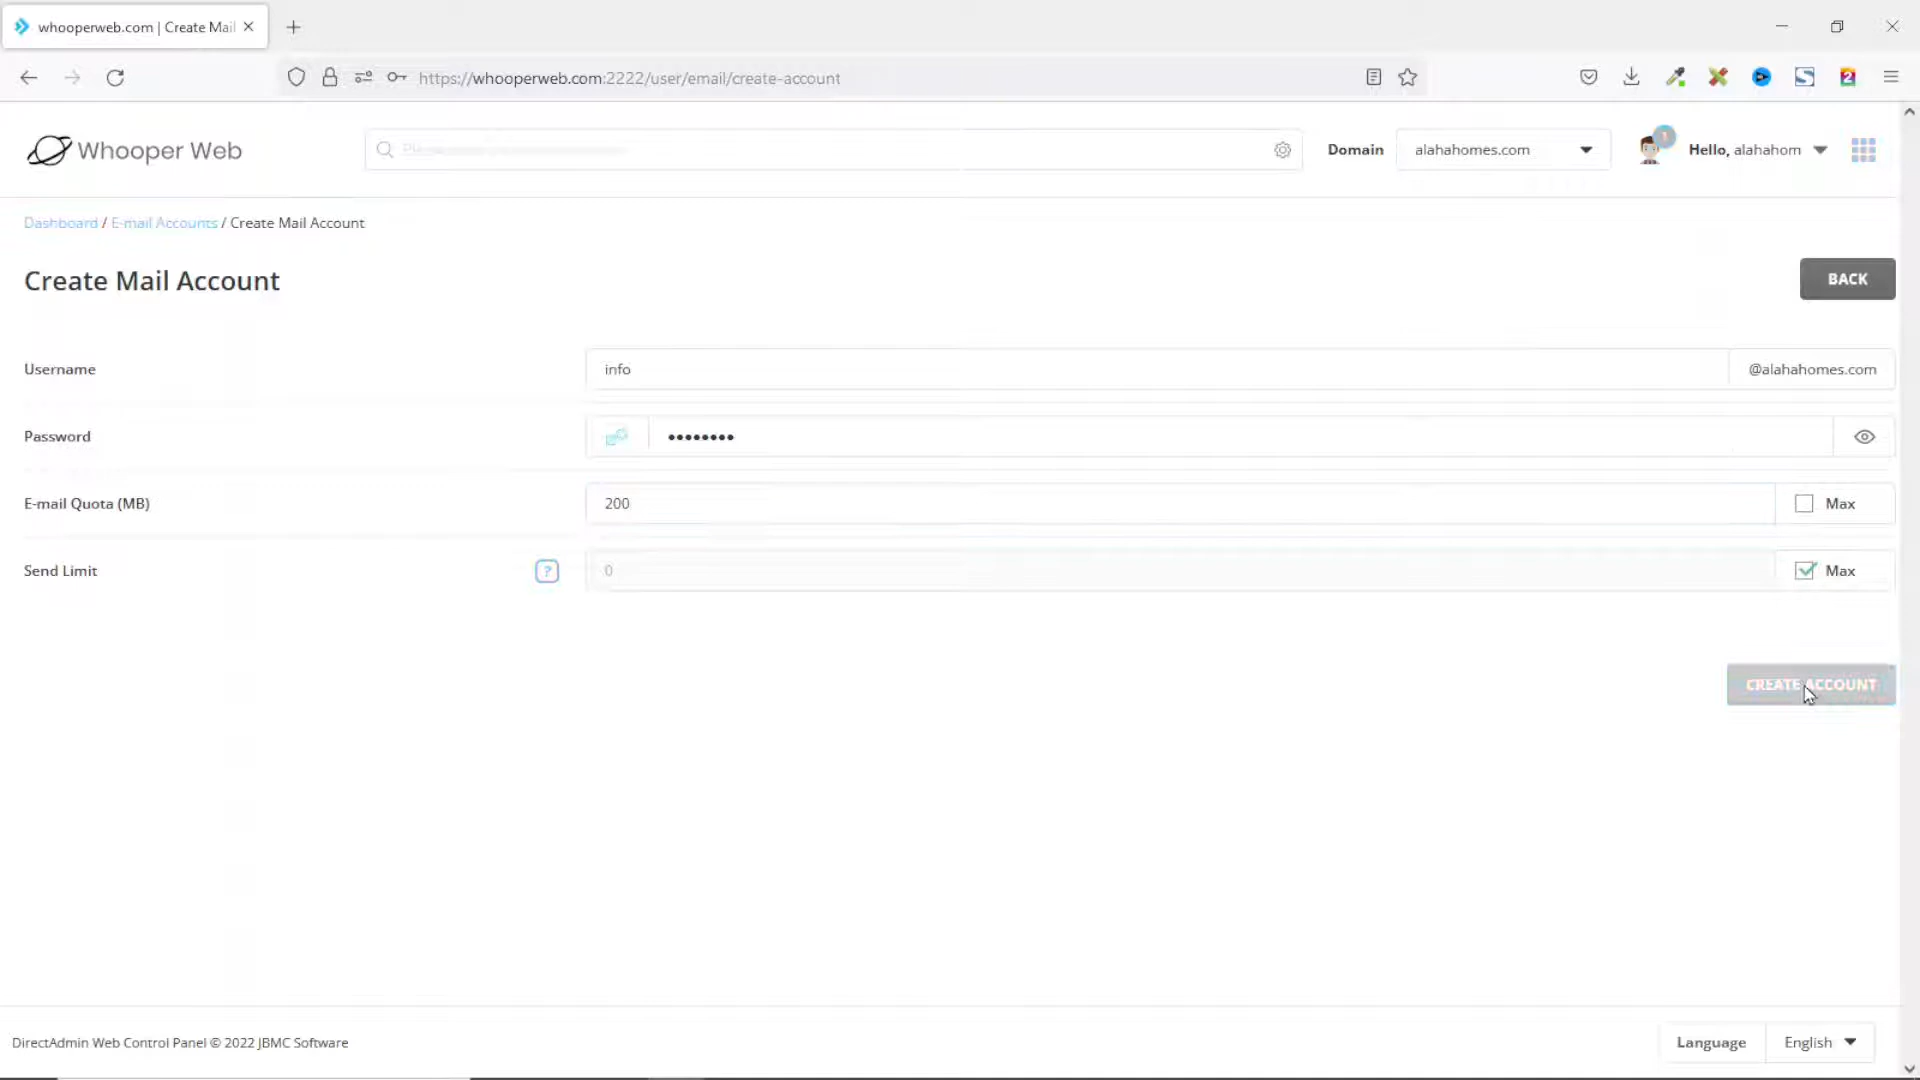 whooperweb.com | Create Mail
https://whooperweb.com:2222/user/email/create-account
Whooper Web
Domain
alahahomes.com
Hello, alahahom
Dashboard / E-mail Accounts / Create Mail Account
Create Mail Account
BACK
Username
info
@alahahomes.com
Password
E-mail Quota (MB)
200
Max
Send Limit
?
0
Max
CREATE ACCOUNT
DirectAdmin Web Control Panel © 2022 JBMC Software
Language
English